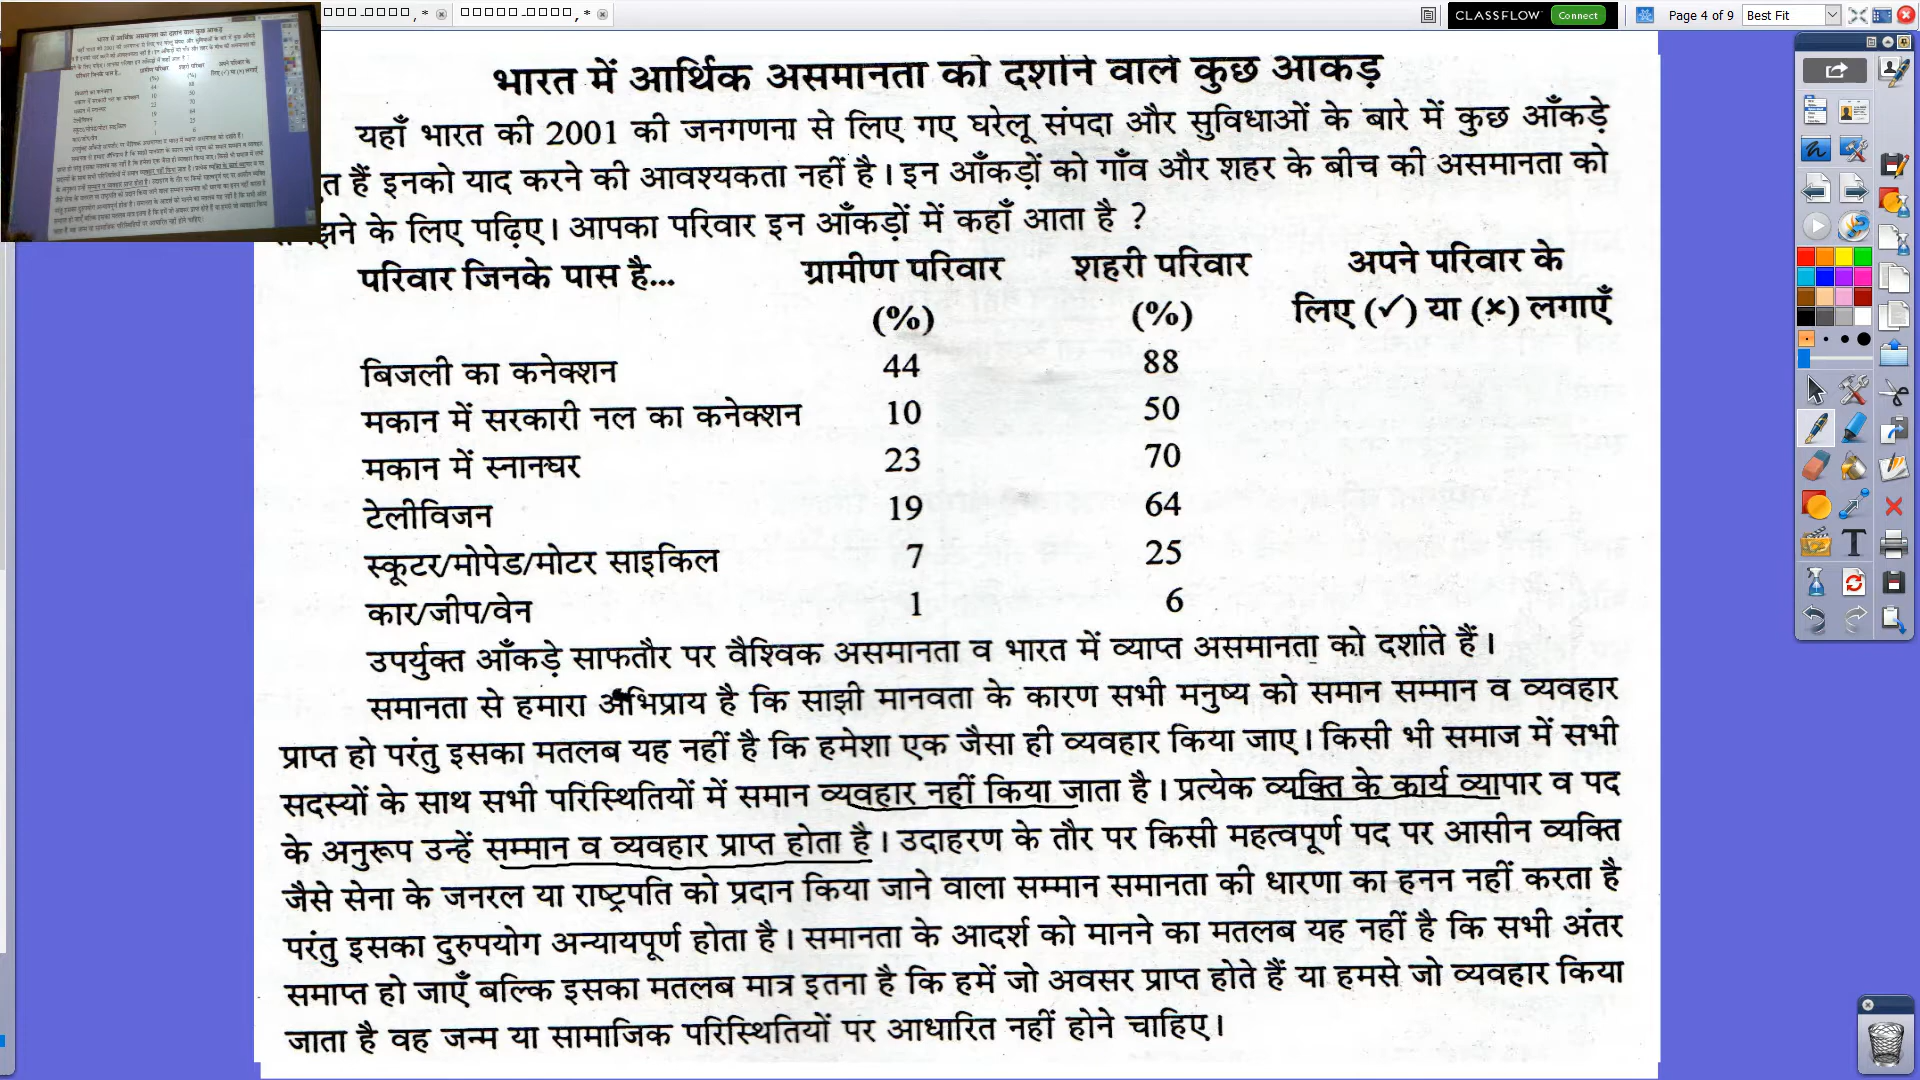 CLASSFLOW Connect Page 4 of 9 Best Fit
भारत में आर्थिक असमानता को दर्शाने वाले कुछ आकड़े
यहाँ भारत की 2001 की जनगणना से लिए गए घरेलू संपदा और सुविधाओं के बारे में कुछ आँकड़े
हैं इनको याद करने की आवश्यकता नहीं है। इन आँकड़ों को गाँव और शहर के बीच की असमानता को
के लिए पढ़िए। आपका परिवार इन आँकड़ों में कहाँ आता है ?
परिवार जिनके पास है... ग्रामीण परिवार शहरी परिवार अपने परिवार के
(%) (%) लिए (✓) या (×) लगाएँ
बिजली का कनेक्शन 44 88
मकान में सरकारी नल का कनेक्शन 10 50
मकान में स्नानघर 23 70
टेलीविजन 19 64
स्कूटर/मोपेड/मोटर साइकिल 7 25
कार/जीप/वेन 1 6
उपर्युक्त आँकड़े साफतौर पर वैश्विक असमानता व भारत में व्याप्त असमानता को दर्शाते हैं।
समानता से हमारा अभिप्राय है कि साझी मानवता के कारण सभी मनुष्य को समान सम्मान व व्यवहार
प्राप्त हो परंतु इसका मतलब यह नहीं है कि हमेशा एक जैसा ही व्यवहार किया जाए। किसी भी समाज में सभी
सदस्यों के साथ सभी परिस्थितियों में समान व्यवहार नहीं किया जाता है। प्रत्येक व्यक्ति के कार्य व्यापार व पद
के अनुरूप उन्हें सम्मान व व्यवहार प्राप्त होता है। उदाहरण के तौर पर किसी महत्वपूर्ण पद पर आसीन व्यक्ति
जैसे सेना के जनरल या राष्ट्रपति को प्रदान किया जाने वाला सम्मान समानता की धारणा का हनन नहीं करता है
परंतु इसका दुरुपयोग अन्यायपूर्ण होता है। समानता के आदर्श को मानने का मतलब यह नहीं है कि सभी अंतर
समाप्त हो जाएँ बल्कि इसका मतलब मात्र इतना है कि हमें जो अवसर प्राप्त होते हैं या हमसे जो व्यवहार किया
जाता है वह जन्म या सामाजिक परिस्थितियों पर आधारित नहीं होने चाहिए।